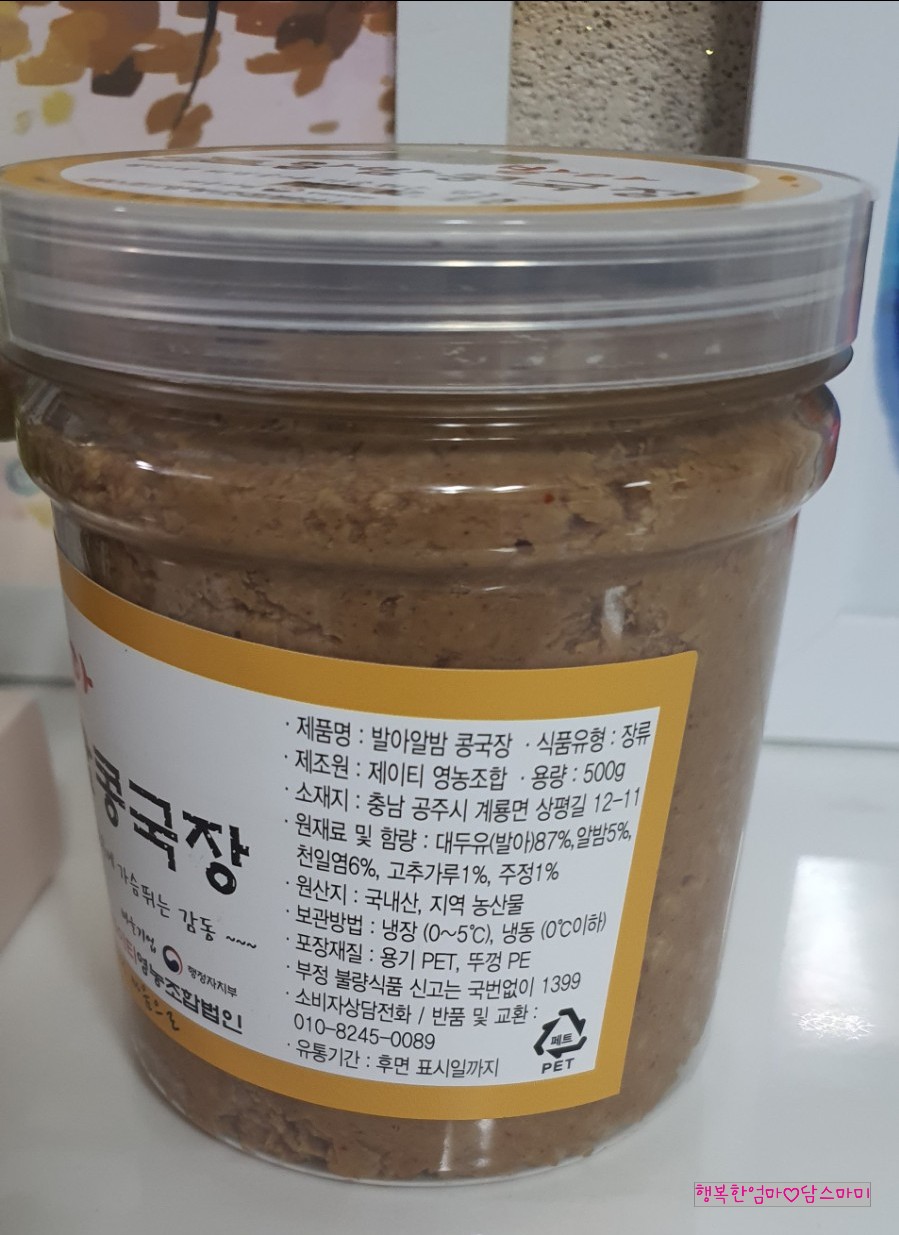 콩국장
가슴뛰는 감동 ~~~
행정자치부
영농조합법인
· 제품명 : 발아알밤 콩국장 · 식품유형 : 장류
· 제조원 : 제이티 영농조합 · 용량 : 500g
· 소재지 : 충남 공주시 계룡면 상평길 12-11
· 원재료 및 함량 : 대두유(발아)87%,알밤5%,
천일염6%, 고추가루1%, 주정1%
· 원산지 : 국내산, 지역 농산물
· 보관방법 : 냉장 (0~5℃), 냉동 (0℃이하)
· 포장재질 : 용기 PET, 뚜껑 PE
· 부정 불량식품 신고는 국번없이 1399
· 소비자상담전화 / 반품 및 교환 :
010-8245-0089
· 유통기간 : 후면 표시일까지
페트
PET
행복한엄마♡담스마미